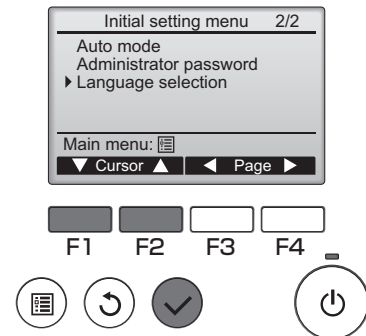 Initial setting menu 2/2
Auto mode
Administrator password
Language selection
Main menu:
Cursor Page
F1 F2 F3 F4